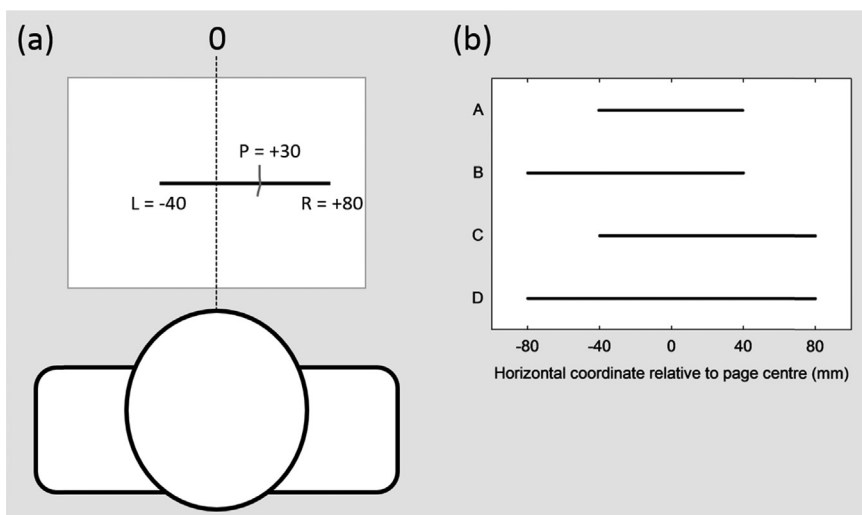 (a)
0
P = +30
L = -40
R = +80
(b)
A
B
C
D
-80 -40 0 40 80
Horizontal coordinate relative to page centre (mm)